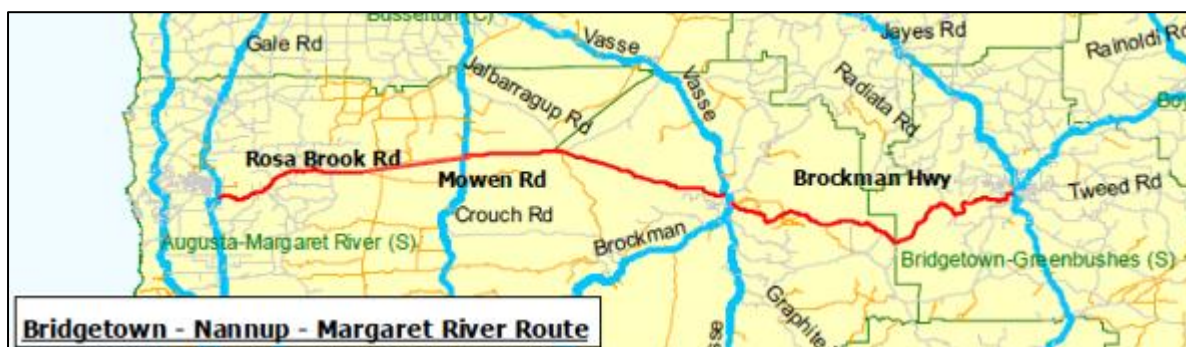 Busselton (C)
Gale Rd
Vasse
Jayes Rd
Rainoldi Rd
Jalbarragup Rd
Vasse
Radiata Rd
Rosa Brook Rd
Mowen Rd
Brockman Hwy
Tweed Rd
Crouch Rd
Augusta-Margaret River (S)
Brockman
Bridgetown-Greenbushes (S)
Graphite
Bridgetown - Nannup - Margaret River Route